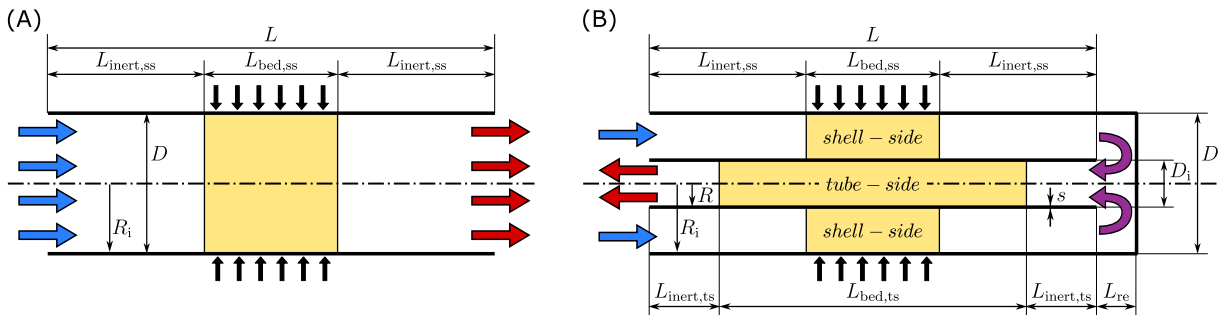 (A)
L
L_inert,ss
L_bed,ss
L_inert,ss
D
R_i
(B)
L
L_inert,ss
L_bed,ss
L_inert,ss
shell – side
tube – side
shell – side
R
R_i
s
D_i
D
L_inert,ts
L_bed,ts
L_inert,ts
L_re